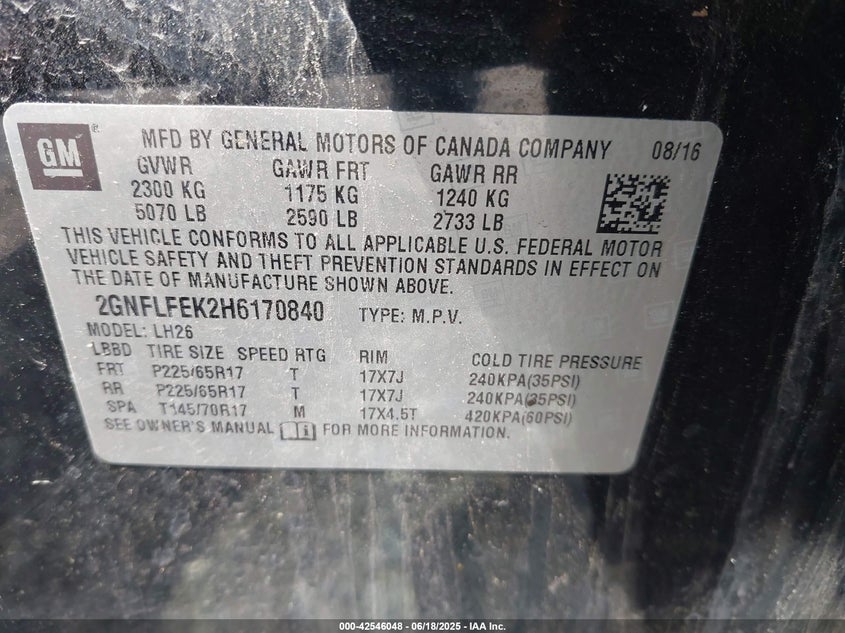 GM ® MFD BY GENERAL MOTORS OF CANADA COMPANY 08/16
GVWR GAWR FRT GAWR RR
2300 KG 1175 KG 1240 KG
5070 LB 2590 LB 2733 LB
THIS VEHICLE CONFORMS TO ALL APPLICABLE U.S. FEDERAL MOTOR
VEHICLE SAFETY AND THEFT PREVENTION STANDARDS IN EFFECT ON
THE DATE OF MANUFACTURE SHOWN ABOVE.
2GNFLFEK2H6170840 TYPE: M.P.V.
MODEL: LH26
LBBD TIRE SIZE SPEED RTG RIM COLD TIRE PRESSURE
FRT P225/65R17 T 17X7J 240KPA(35PSI)
RR P225/65R17 T 17X7J 240KPA(35PSI)
SPA T145/70R17 M 17X4.5T 420KPA(60PSI)
SEE OWNER'S MANUAL FOR MORE INFORMATION.
000-42546048 - 06/18/2025 - IAA Inc.